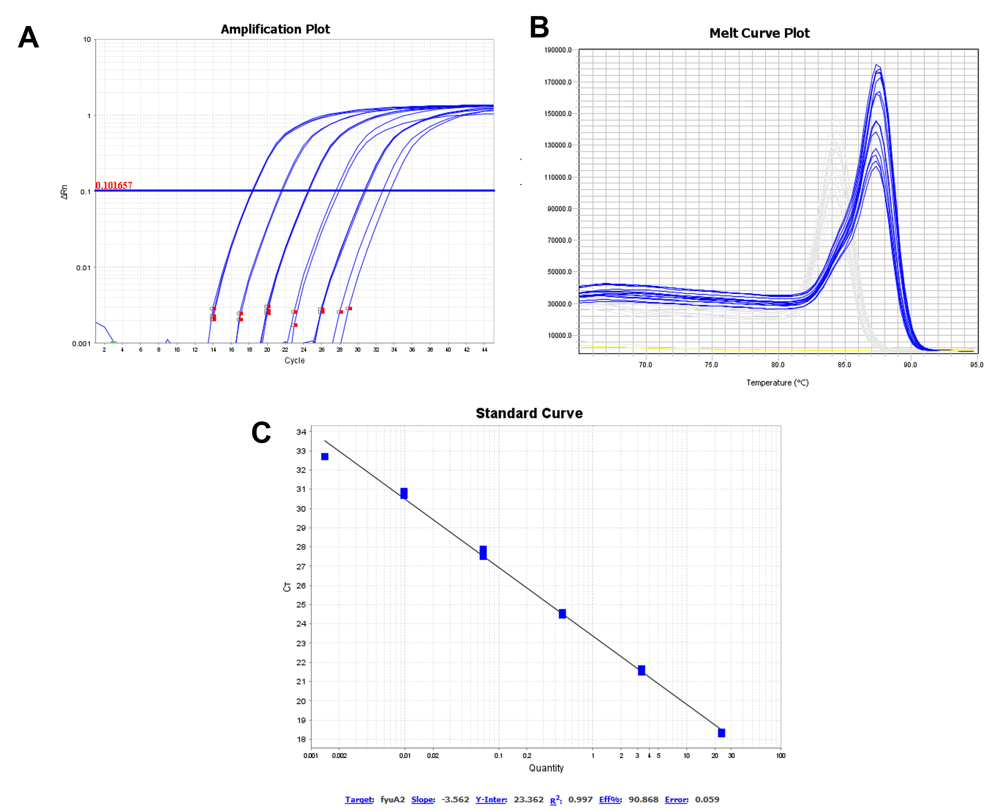 A
Amplification Plot
10
1
0.101657
0.1
0.01
0.001
ΔRn
2 4 6 8 10 12 14 16 18 20 22 24 26 28 30 32 34 36 38 40 42 44
Cycle
B
Melt Curve Plot
190000.0
170000.0
150000.0
130000.0
110000.0
90000.0
70000.0
50000.0
30000.0
10000.0
70.0 75.0 80.0 85.0 90.0 95.0
Temperature (°C)
C
Standard Curve
34
33
32
31
30
29
28
27
26
25
24
23
22
21
20
19
18
CT
0.001 0.002 0.01 0.02 0.1 0.2 1 2 3 4 5 10 20 30 100
Quantity
Target: fyuA2 Slope: -3.562 Y-Inter: 23.362 R²: 0.997 Eff%: 90.868 Error: 0.059